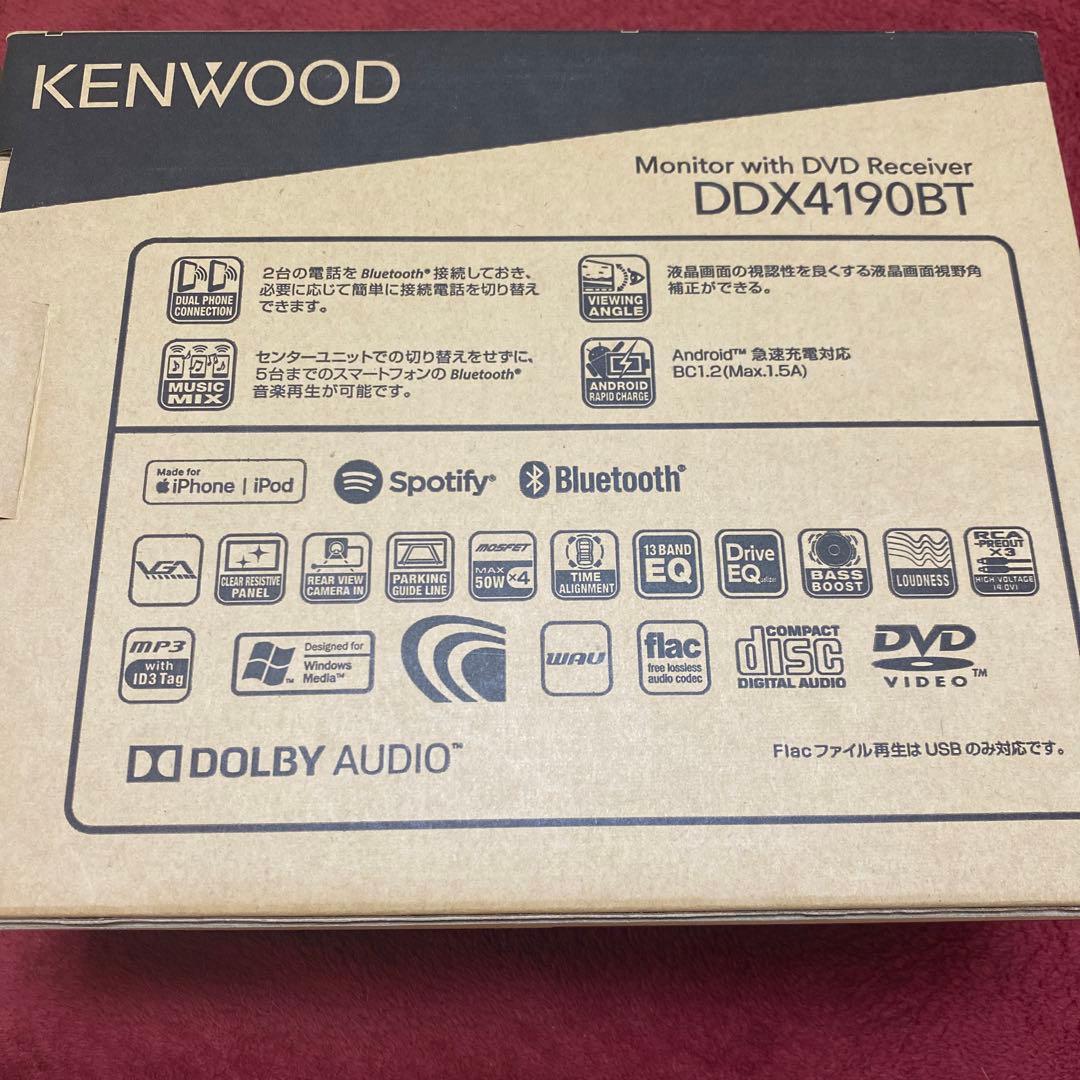 KENWOOD
Monitor with DVD Receiver
DDX4190BT
DUAL PHONE
CONNECTION
2台の電話を Bluetooth® 接続しておき、
必要に応じて簡単に接続電話を切り替え
できます。
VIEWING
ANGLE
液晶画面の視認性を良くする液晶画面視野角
補正ができる。
MUSIC
MIX
センターユニットでの切り替えをせずに、
5台までのスマートフォンの Bluetooth®
音楽再生が可能です。
ANDROID
RAPID CHARGE
Android™ 急速充電対応
BC1.2(Max.1.5A)
Made for
iPhone | iPod
Spotify®
Bluetooth®
VGA
CLEAR RESISTIVE
PANEL
REAR VIEW
CAMERA IN
PARKING
GUIDE LINE
MOSFET
MAX
50W×4
TIME
ALIGNMENT
13 BAND
EQ
Drive
EQualizer
BASS
BOOST
LOUDNESS
RCA
-PREOUT
×3
HIGH VOLTAGE
(4.0V)
MP3
with
ID3 Tag
Designed for
Windows
Media™
WAV
flac
free lossless
audio codec
COMPACT
disc
DIGITAL AUDIO
DVD
VIDEO™
DOLBY AUDIO™
Flacファイル再生は USB のみ対応です。